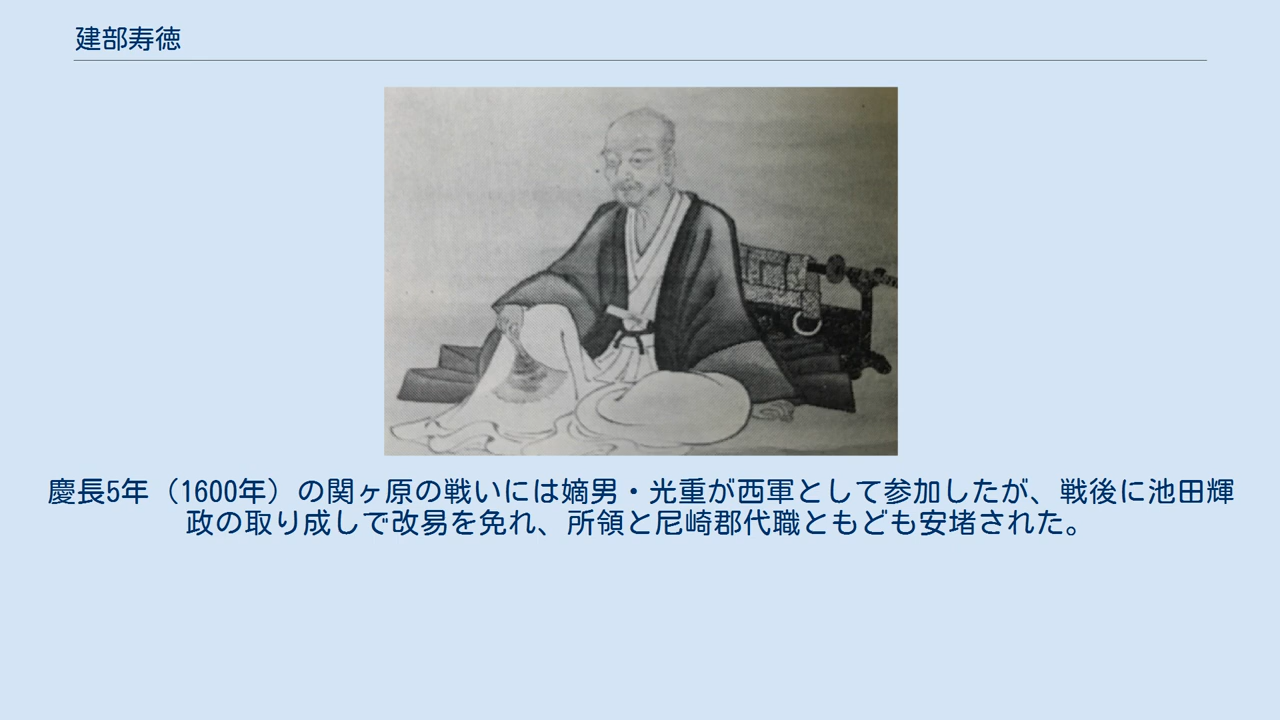 建部寿徳
慶長5年（1600年）の関ヶ原の戦いには嫡男・光重が西軍として参加したが、戦後に池田輝
政の取り成しで改易を免れ、所領と尼崎郡代職ともども安堵された。